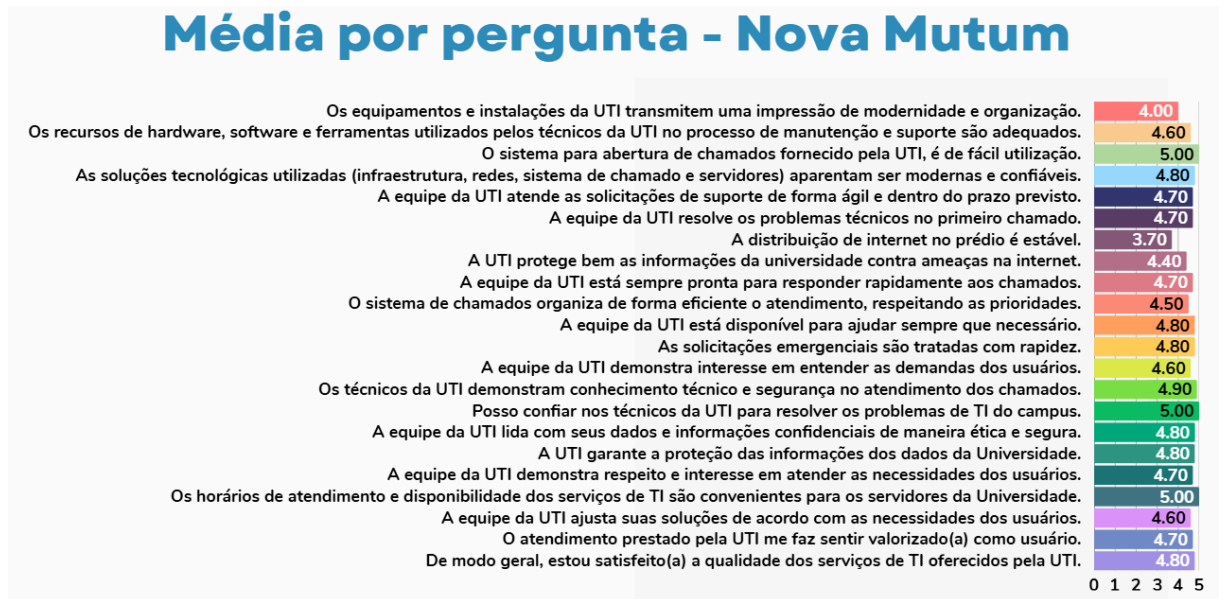 Média por pergunta - Nova Mutum
Os equipamentos e instalações da UTI transmitem uma impressão de modernidade e organização. 4.00
Os recursos de hardware, software e ferramentas utilizados pelos técnicos da UTI no processo de manutenção e suporte são adequados. 4.60
O sistema para abertura de chamados fornecido pela UTI, é de fácil utilização. 5.00
As soluções tecnológicas utilizadas (infraestrutura, redes, sistema de chamado e servidores) aparentam ser modernas e confiáveis. 4.80
A equipe da UTI atende as solicitações de suporte de forma ágil e dentro do prazo previsto. 4.70
A equipe da UTI resolve os problemas técnicos no primeiro chamado. 4.70
A distribuição de internet no prédio é estável. 3.70
A UTI protege bem as informações da universidade contra ameaças na internet. 4.40
A equipe da UTI está sempre pronta para responder rapidamente aos chamados. 4.70
O sistema de chamados organiza de forma eficiente o atendimento, respeitando as prioridades. 4.50
A equipe da UTI está disponível para ajudar sempre que necessário. 4.80
As solicitações emergenciais são tratadas com rapidez. 4.80
A equipe da UTI demonstra interesse em entender as demandas dos usuários. 4.60
Os técnicos da UTI demonstram conhecimento técnico e segurança no atendimento dos chamados. 4.90
Posso confiar nos técnicos da UTI para resolver os problemas de TI do campus. 5.00
A equipe da UTI lida com seus dados e informações confidenciais de maneira ética e segura. 4.80
A UTI garante a proteção das informações dos dados da Universidade. 4.80
A equipe da UTI demonstra respeito e interesse em atender as necessidades dos usuários. 4.70
Os horários de atendimento e disponibilidade dos serviços de TI são convenientes para os servidores da Universidade. 5.00
A equipe da UTI ajusta suas soluções de acordo com as necessidades dos usuários. 4.60
O atendimento prestado pela UTI me faz sentir valorizado(a) como usuário. 4.70
De modo geral, estou satisfeito(a) a qualidade dos serviços de TI oferecidos pela UTI. 4.80
0 1 2 3 4 5